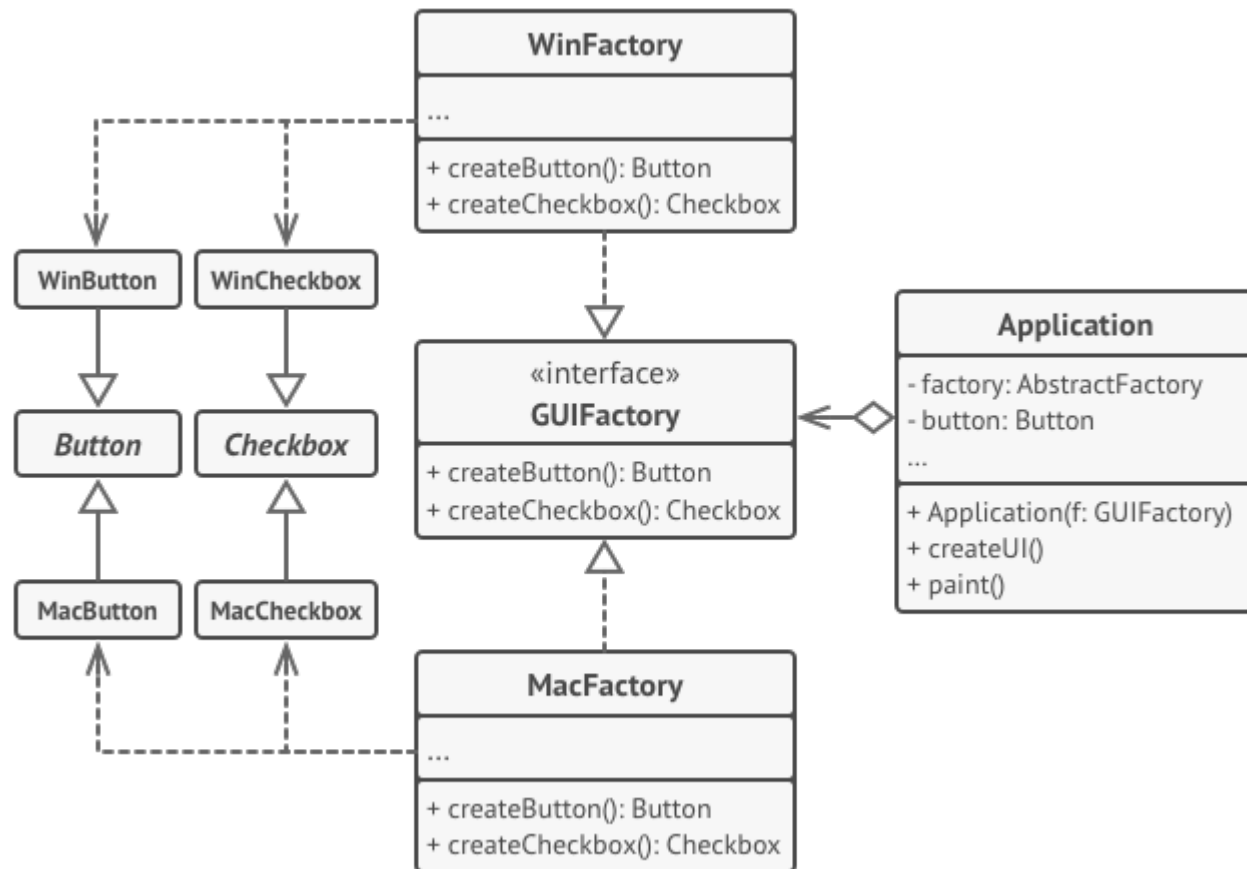 WinFactory
...
+ createButton(): Button
+ createCheckbox(): Checkbox
WinButton
WinCheckbox
Button
Checkbox
MacButton
MacCheckbox
«interface»
GUIFactory
+ createButton(): Button
+ createCheckbox(): Checkbox
Application
- factory: AbstractFactory
- button: Button
...
+ Application(f: GUIFactory)
+ createUI()
+ paint()
MacFactory
...
+ createButton(): Button
+ createCheckbox(): Checkbox